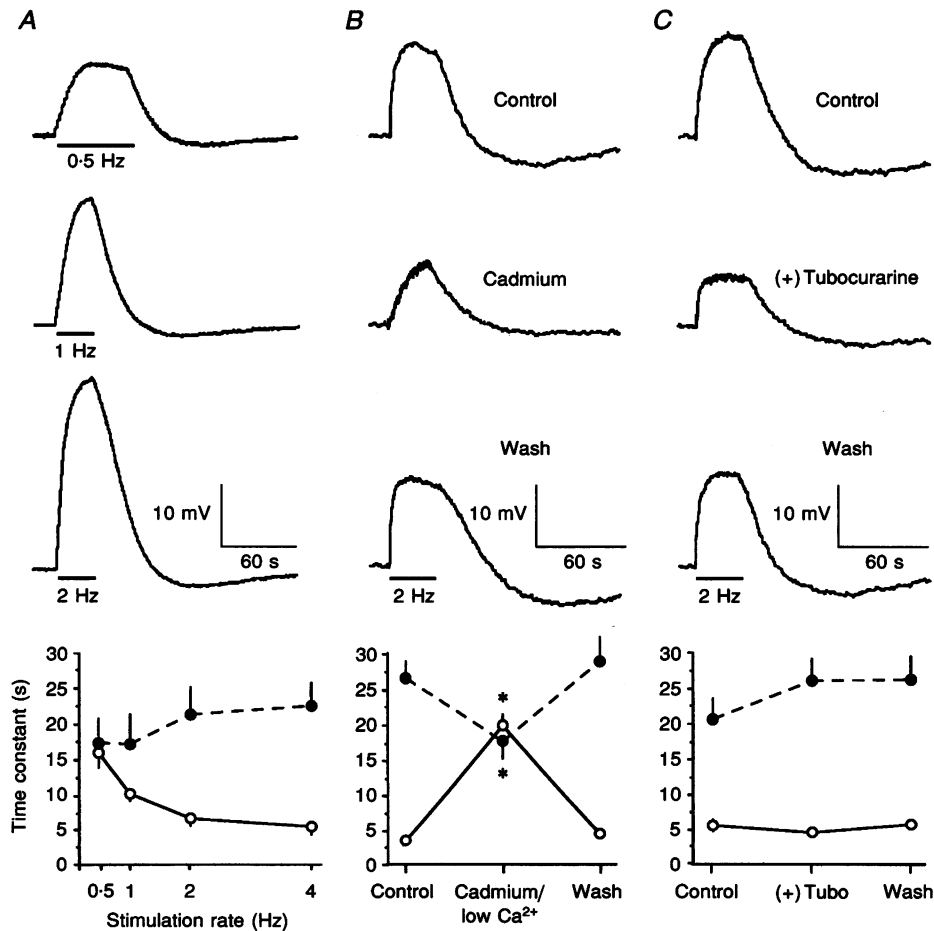 A
B
C
0·5 Hz
1 Hz
2 Hz
10 mV
60 s
Control
Cadmium
Wash
10 mV
60 s
2 Hz
Control
(+) Tubocurarine
Wash
10 mV
60 s
2 Hz
Time constant (s)
30
25
20
15
10
5
0
0·5
1
2
4
Stimulation rate (Hz)
30
25
20
15
10
5
0
*
*
Control
Cadmium/
low Ca²⁺
Wash
30
25
20
15
10
5
0
Control
(+) Tubo
Wash